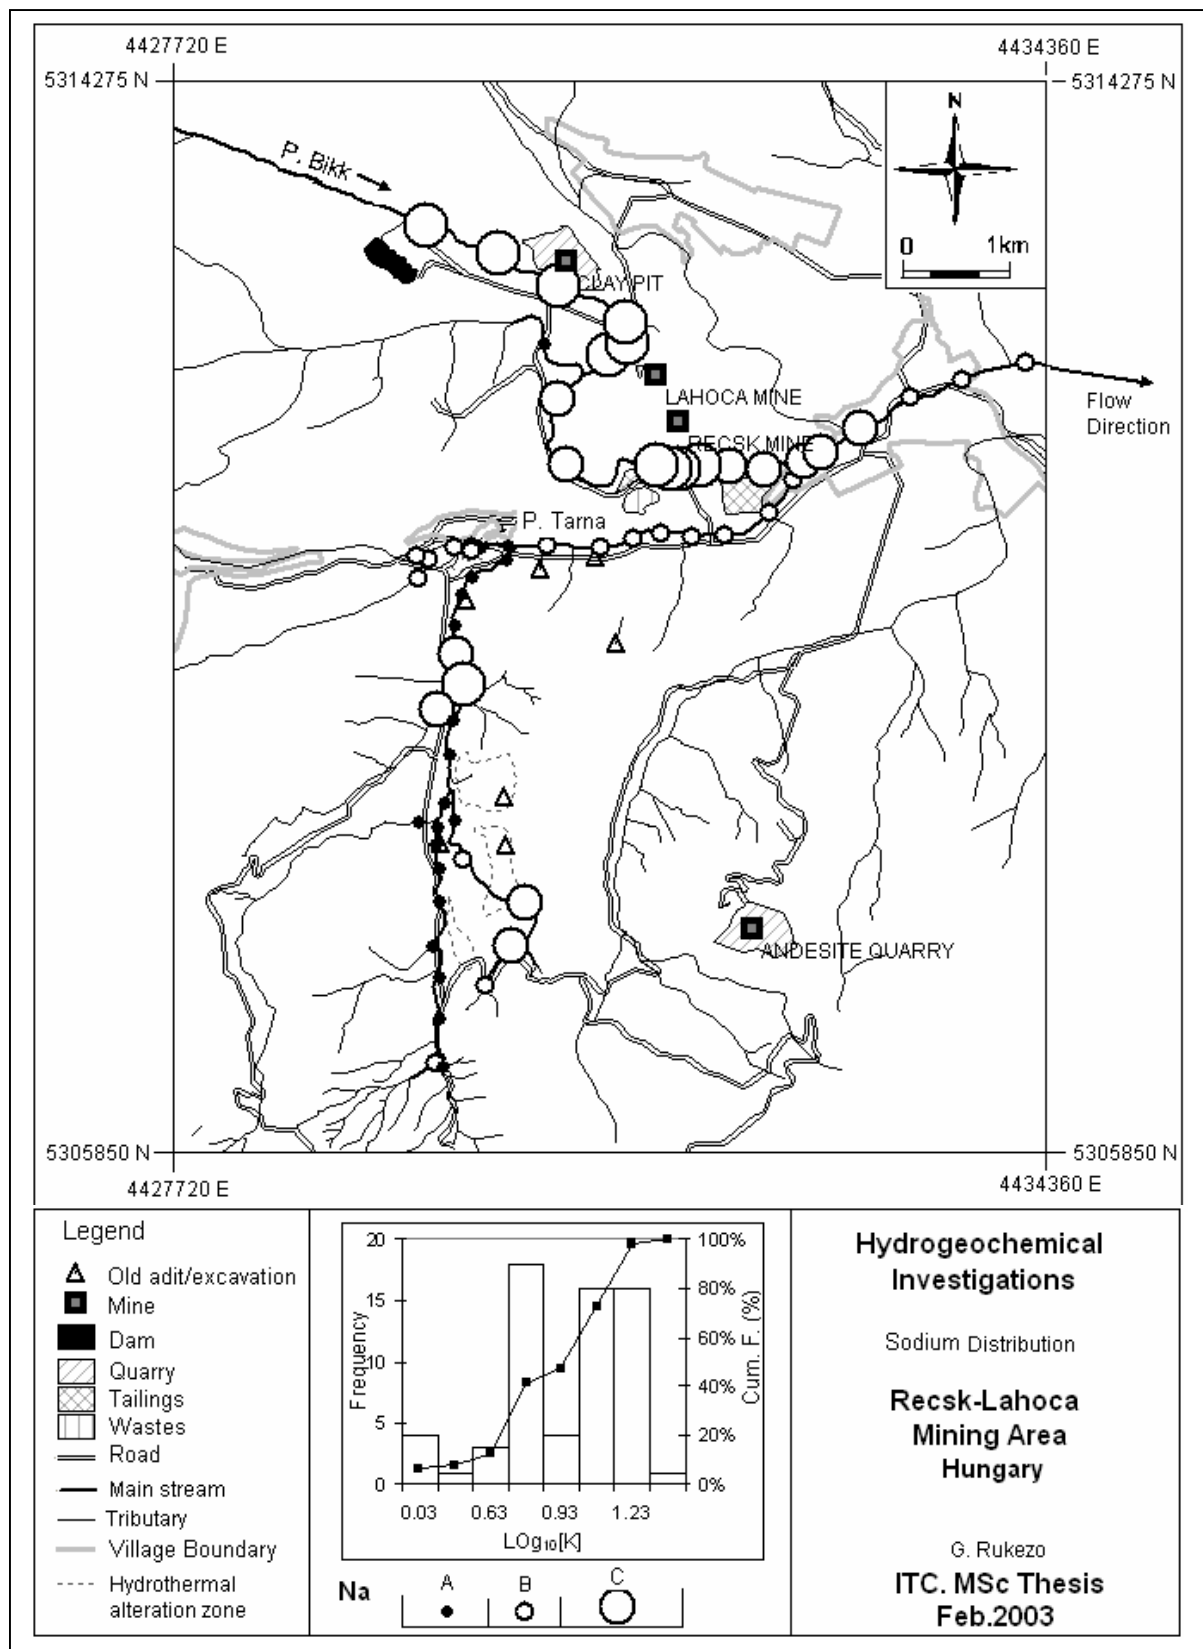 4427720 E
4434360 E
5314275 N
5314275 N
N
P. Bikk
0 1km
CLAY PIT
LAHOCA MINE
Flow
Direction
RECSK MINE
P. Tarna
ANDESITE QUARRY
5305850 N
5305850 N
4427720 E
4434360 E
Legend
Old adit/excavation
Mine
Dam
Quarry
Tailings
Wastes
Road
Main stream
Tributary
Village Boundary
Hydrothermal
alteration zone
20
15
10
5
0
Frequency
100%
80%
60%
40%
20%
0%
Cum. F. (%)
0.03 0.63 0.93 1.23
LOg10[K]
Na
A B C
Hydrogeochemical
Investigations
Sodium Distribution
Recsk-Lahoca
Mining Area
Hungary
G. Rukezo
ITC. MSc Thesis
Feb.2003